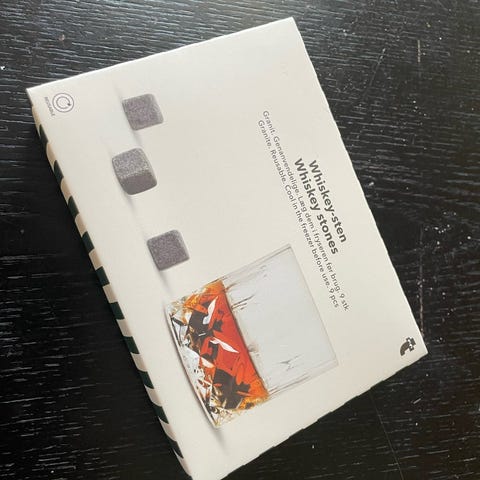 Whiskey-sten
Whiskey stones
Granit. Genanvendelige. Læg dem i fryseren før brug. 9 stk
Granite. Reusable. Cool in the freezer before use. 9 pcs
REUSABLE